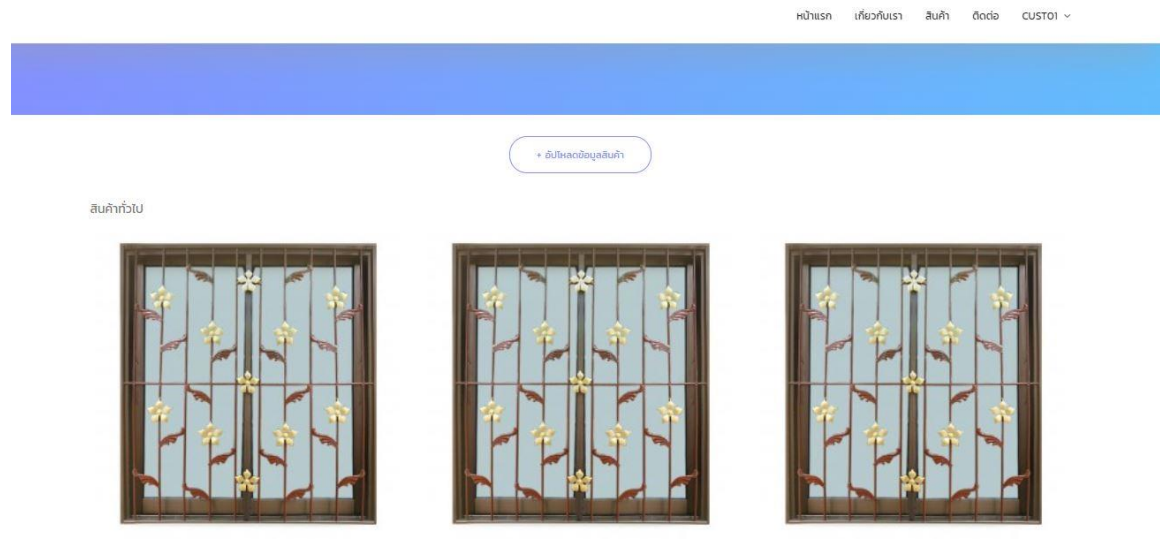 หน้าแรก เกี่ยวกับเรา สินค้า ติดต่อ CUST01
+ อัปโหลดข้อมูลสินค้า
สินค้าทั่วไป